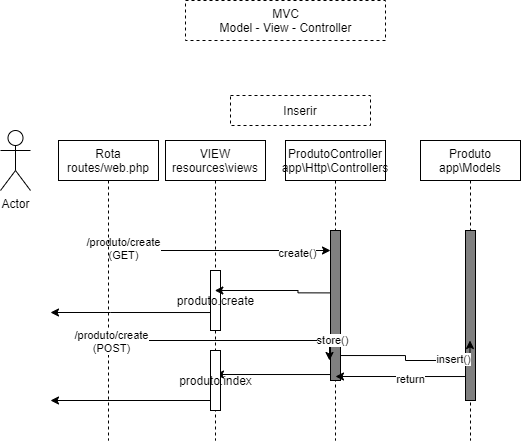 MVC
Model - View - Controller
Inserir
Rota
routes/web.php
VIEW
resources\views
ProdutoController
app\Http\Controllers
Produto
app\Models
Actor
/produto/create
(GET)
create()
produto.create
/produto/create
(POST)
store()
insert()
produto.index
return